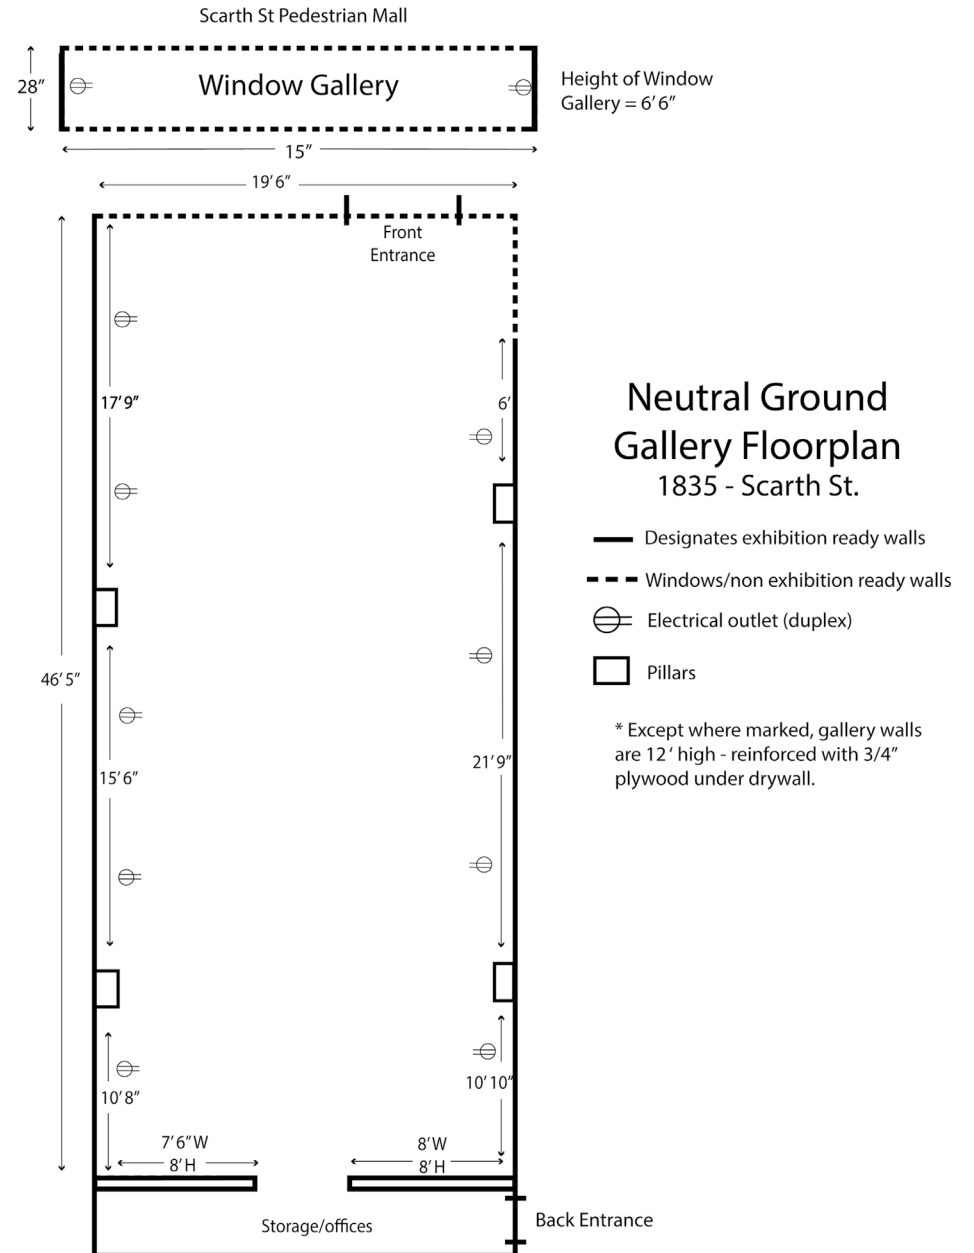 Scarth St Pedestrian Mall
28”
Window Gallery
Height of Window
Gallery = 6’6”
15”
19’6”
Front
Entrance
17’9”
6’
Neutral Ground
Gallery Floorplan
1835 - Scarth St.
Designates exhibition ready walls
Windows/non exhibition ready walls
Electrical outlet (duplex)
Pillars
46’5”
* Except where marked, gallery walls
are 12’ high - reinforced with 3/4”
plywood under drywall.
15’6”
21’9”
10’8”
10’10”
7’6”W
8’H
8’W
8’H
Storage/offices
Back Entrance